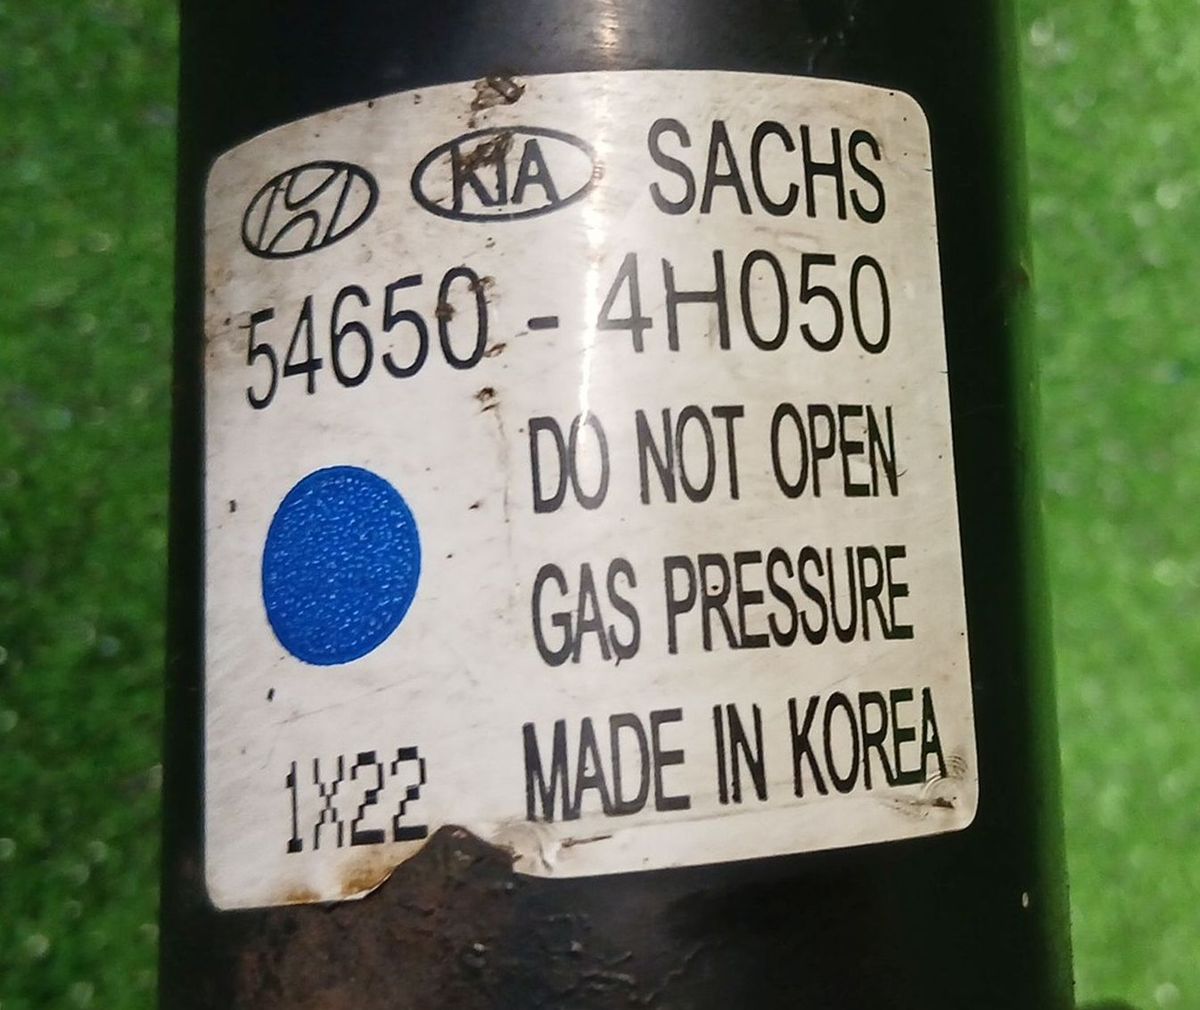 KIA SACHS
54650 - 4H050
DO NOT OPEN
GAS PRESSURE
MADE IN KOREA
1X22